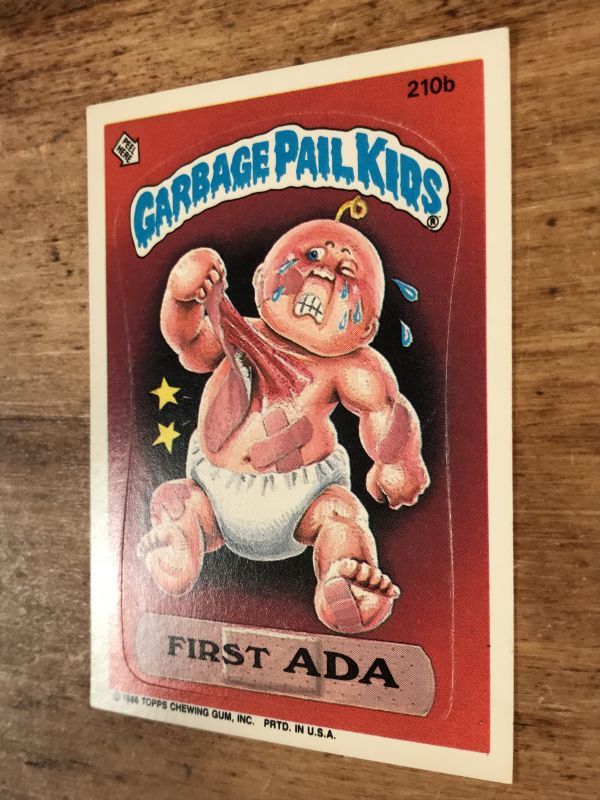 210b
PEEL HERE
GARBAGE PAIL KIDS®
FIRST ADA
© 1986 TOPPS CHEWING GUM, INC. PRTD. IN U.S.A.